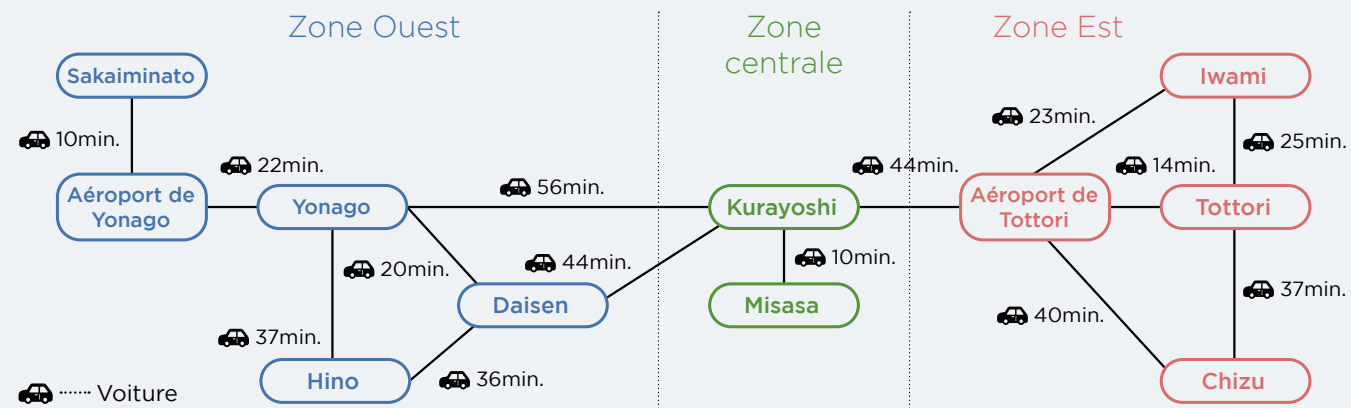 Zone Ouest
Zone
centrale
Zone Est
Sakaiminato
Iwami
10min.
23min.
25min.
22min.
56min.
44min.
14min.
Aéroport de
Yonago
Yonago
Kurayoshi
Aéroport de
Tottori
Tottori
20min.
44min.
10min.
37min.
Daisen
Misasa
40min.
37min.
36min.
Hino
Chizu
Voiture